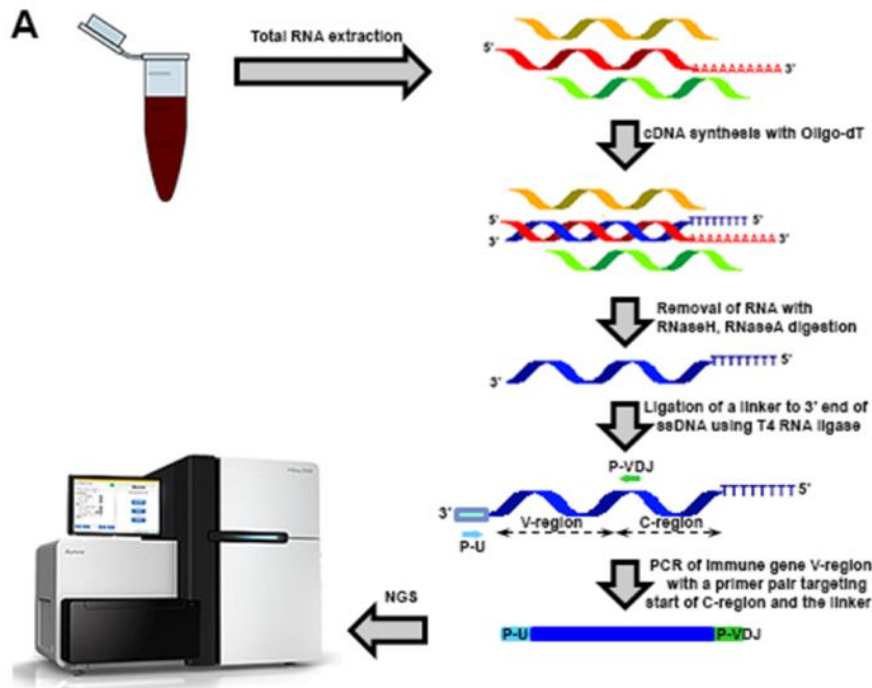 A
Total RNA extraction
5'
AAAAAAAAAA 3'
cDNA synthesis with Oligo-dT
5' TTTTTTTT 5'
3' AAAAAAAAAA 3'
Removal of RNA with
RNaseH, RNaseA digestion
3' TTTTTTTT 5'
Ligation of a linker to 3' end of
ssDNA using T4 RNA ligase
P-VDJ
3' TTTTTTTT 5'
V-region C-region
P-U
PCR of immune gene V-region
with a primer pair targeting
start of C-region and the linker
NGS
P-U P-VDJ